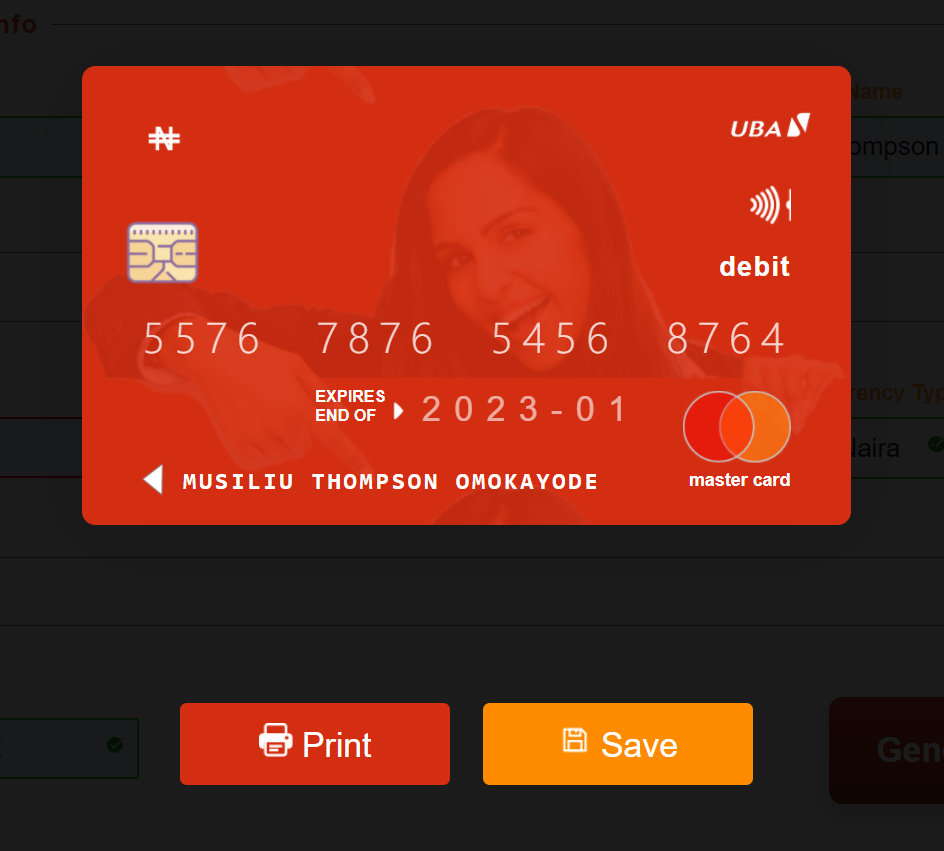 nfo
Name
UBA
ompson
debit
5576 7876 5456 8764
EXPIRES
END OF
2023-01
rency Typ
Naira
MUSILIU THOMPSON OMOKAYODE
master card
Print
Save
Gen